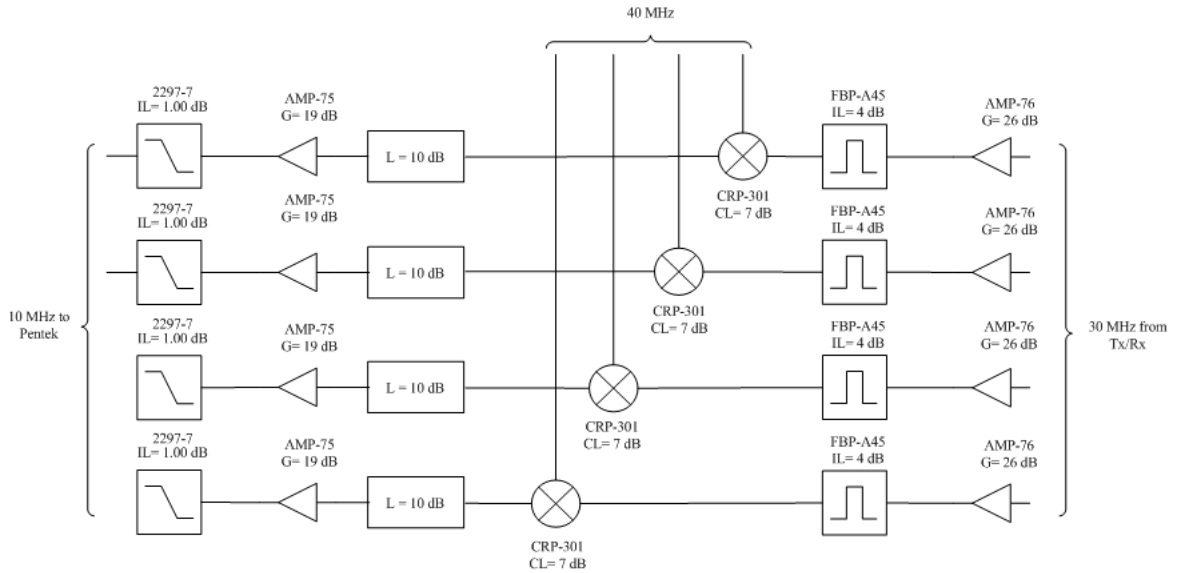 40 MHz
2297-7
IL= 1.00 dB
AMP-75
G= 19 dB
L = 10 dB
CRP-301
CL= 7 dB
FBP-A45
IL= 4 dB
AMP-76
G= 26 dB
2297-7
IL= 1.00 dB
AMP-75
G= 19 dB
L = 10 dB
CRP-301
CL= 7 dB
FBP-A45
IL= 4 dB
AMP-76
G= 26 dB
10 MHz to
Pentek
30 MHz from
Tx/Rx
2297-7
IL= 1.00 dB
AMP-75
G= 19 dB
L = 10 dB
CRP-301
CL= 7 dB
FBP-A45
IL= 4 dB
AMP-76
G= 26 dB
2297-7
IL= 1.00 dB
AMP-75
G= 19 dB
L = 10 dB
CRP-301
CL= 7 dB
FBP-A45
IL= 4 dB
AMP-76
G= 26 dB